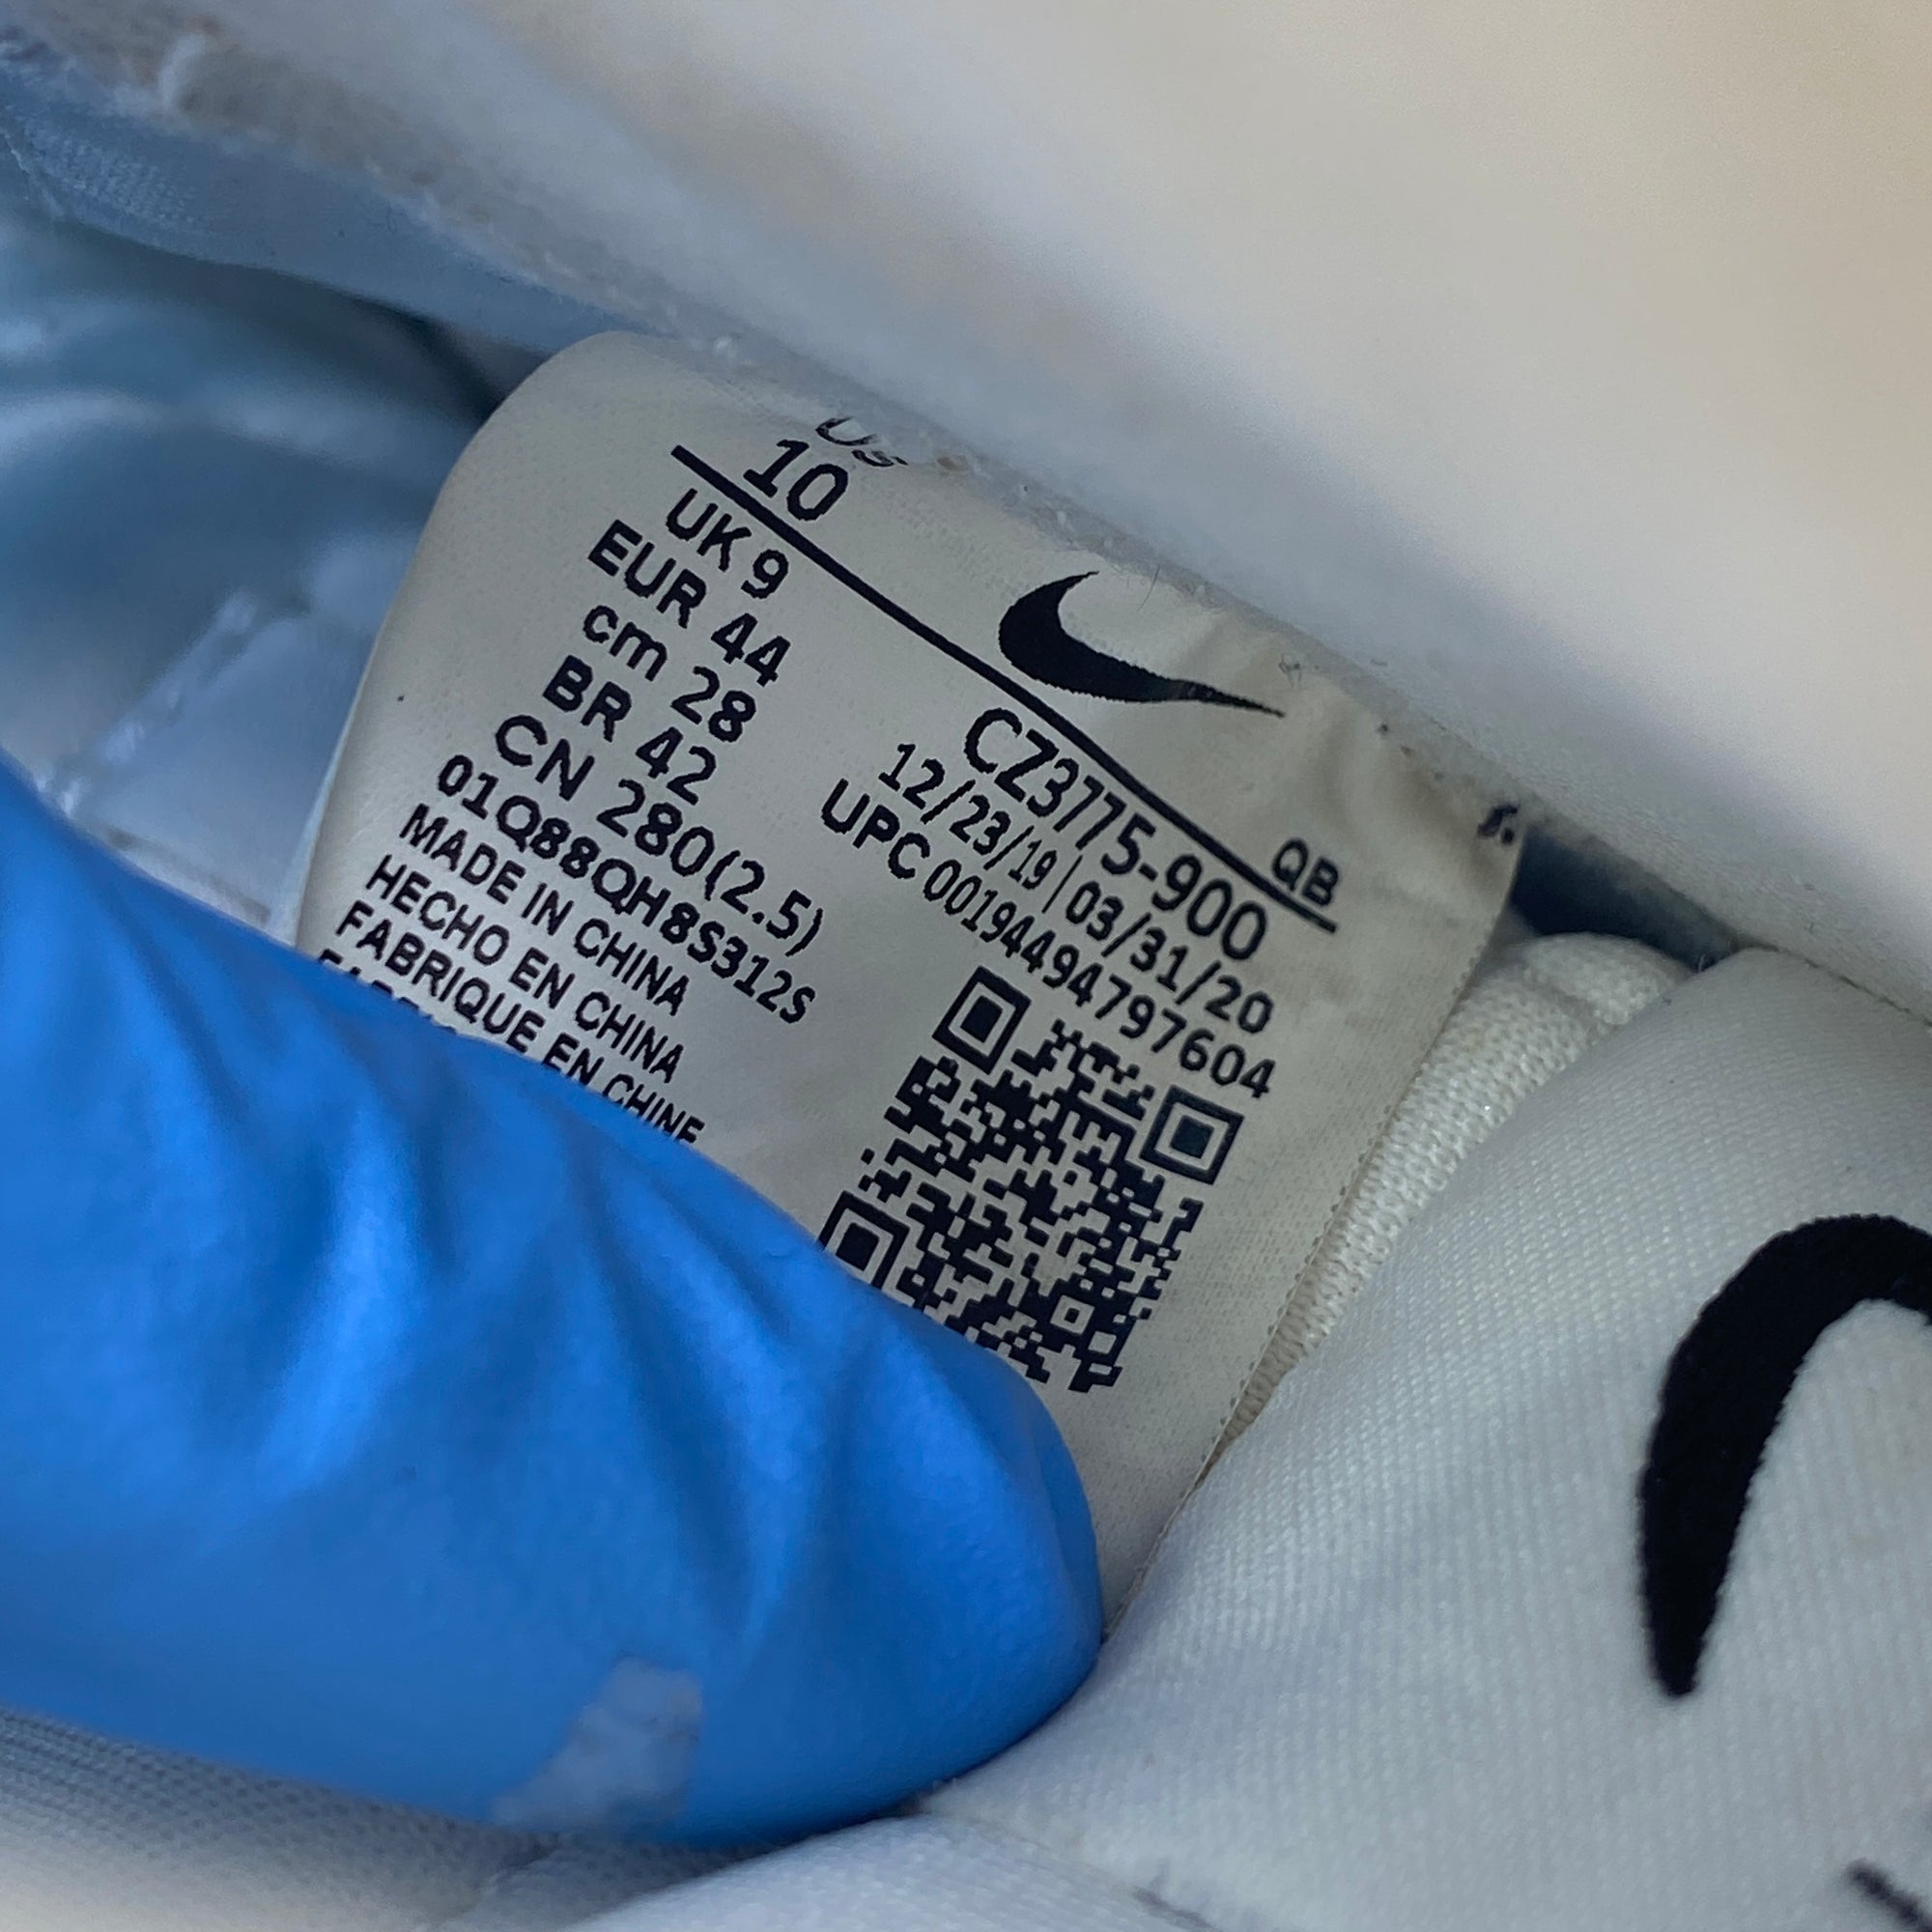 US
10
UK 9
EUR 44
cm 28
BR 42
CN 280(2.5)
01Q88QH8S312S
MADE IN CHINA
HECHO EN CHINA
FABRIQUE EN CHINE
QB
CZ3775-900
12/23/19 | 03/31/20
UPC 00194494797604